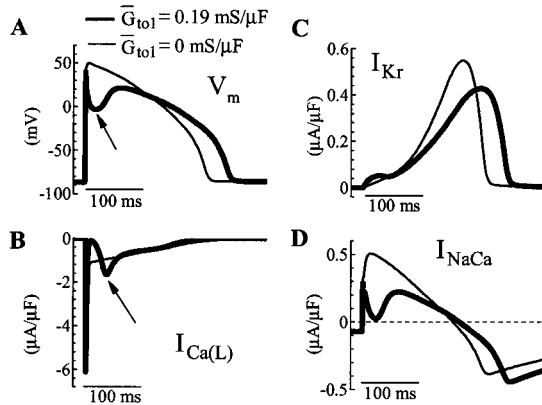 G̅to1 = 0.19 mS/μF
G̅to1 = 0 mS/μF
A
Vm
50
0
-50
-100
(mV)
100 ms
C
IKr
0.6
0.4
0.2
0
(μA/μF)
100 ms
B
0
-2
-4
-6
(μA/μF)
ICa(L)
100 ms
D
INaCa
0.5
0
-0.5
(μA/μF)
100 ms